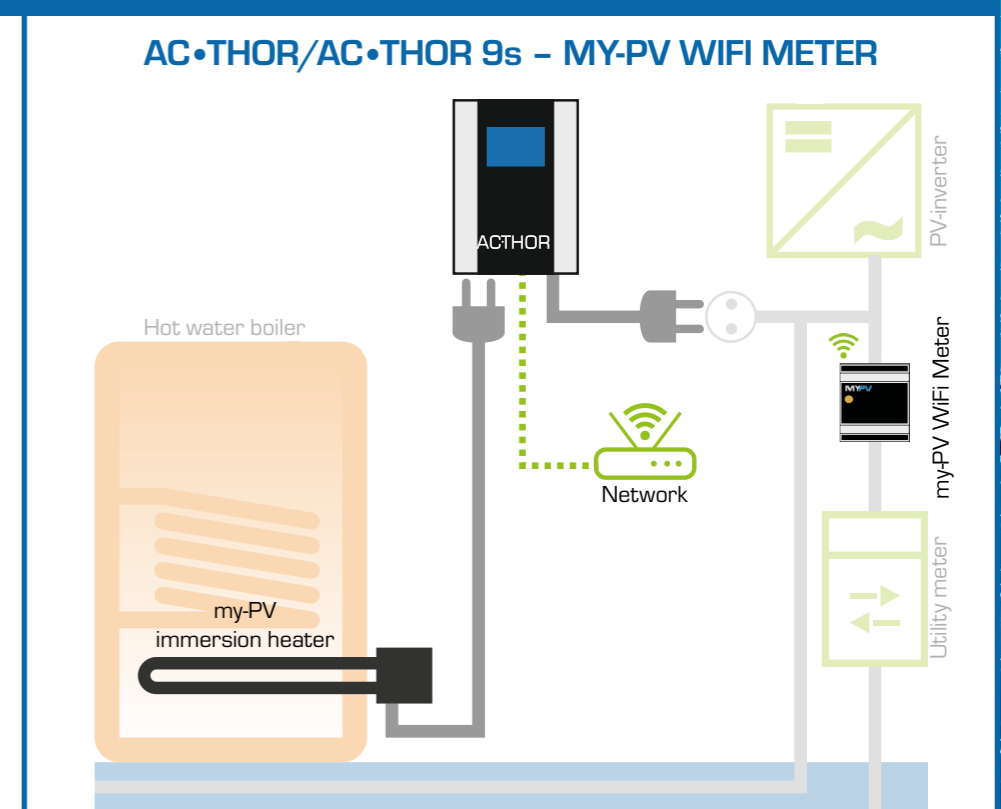 AC•THOR/AC•THOR 9s – MY-PV WIFI METER
AC•THOR
PV-inverter
Hot water boiler
MYPV
my-PV WiFi Meter
Network
Utility meter
my-PV
immersion heater